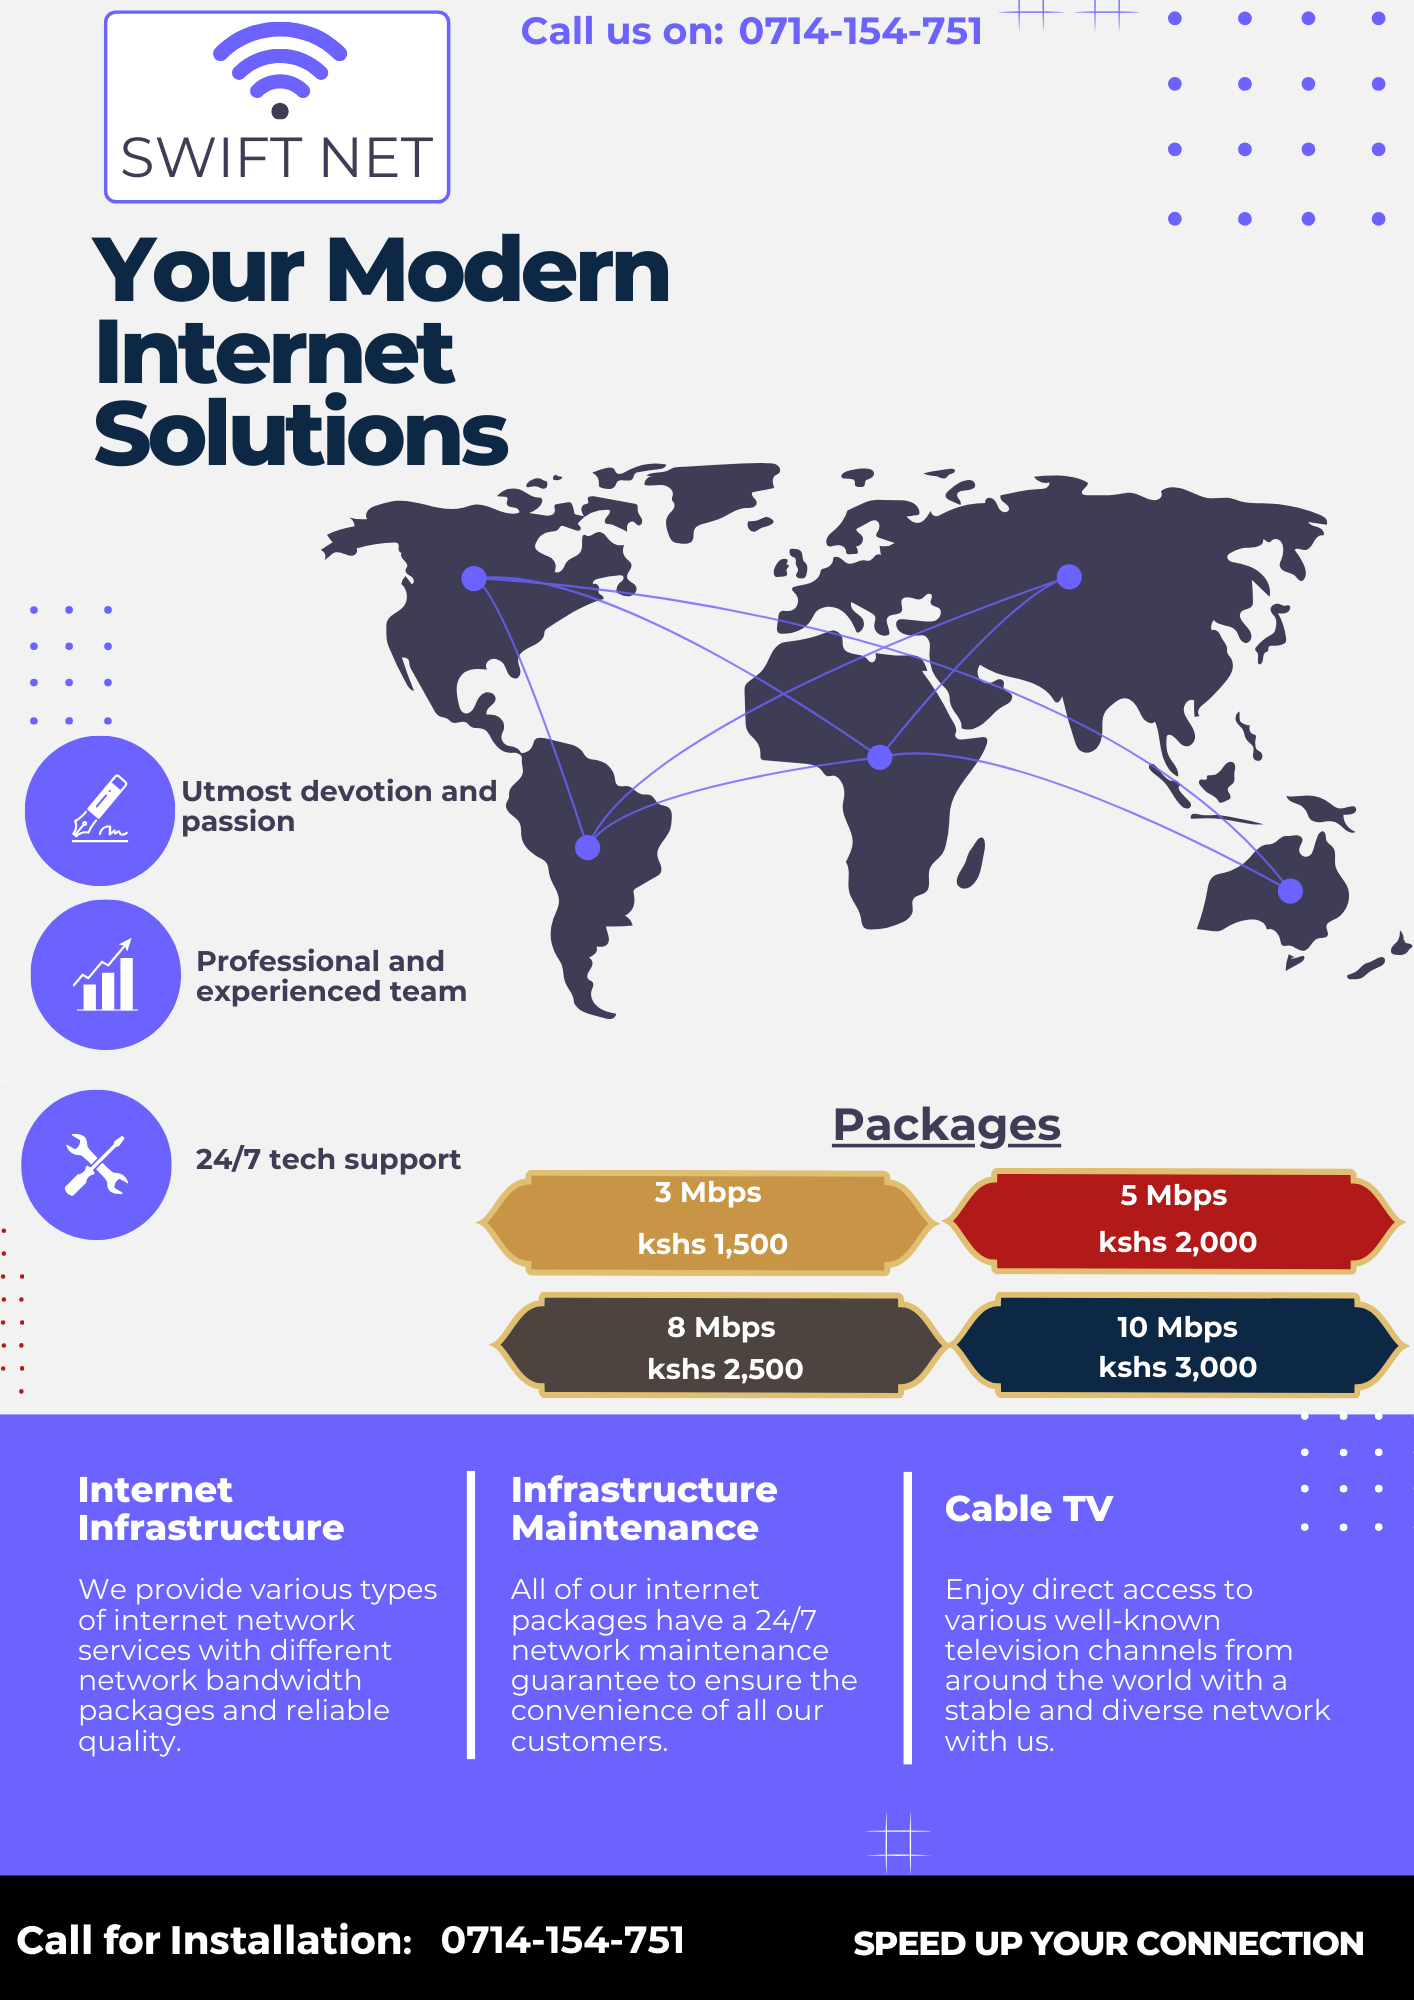 Call us on: 0714-154-751
SWIFT NET
Your Modern
Internet
Solutions
Utmost devotion and
passion
Professional and
experienced team
24/7 tech support
Packages
3 Mbps
kshs 1,500
5 Mbps
kshs 2,000
8 Mbps
kshs 2,500
10 Mbps
kshs 3,000
Internet
Infrastructure
We provide various types
of internet network
services with different
network bandwidth
packages and reliable
quality.
Infrastructure
Maintenance
All of our internet
packages have a 24/7
network maintenance
guarantee to ensure the
convenience of all our
customers.
Cable TV
Enjoy direct access to
various well-known
television channels from
around the world with a
stable and diverse network
with us.
Call for Installation: 0714-154-751
SPEED UP YOUR CONNECTION